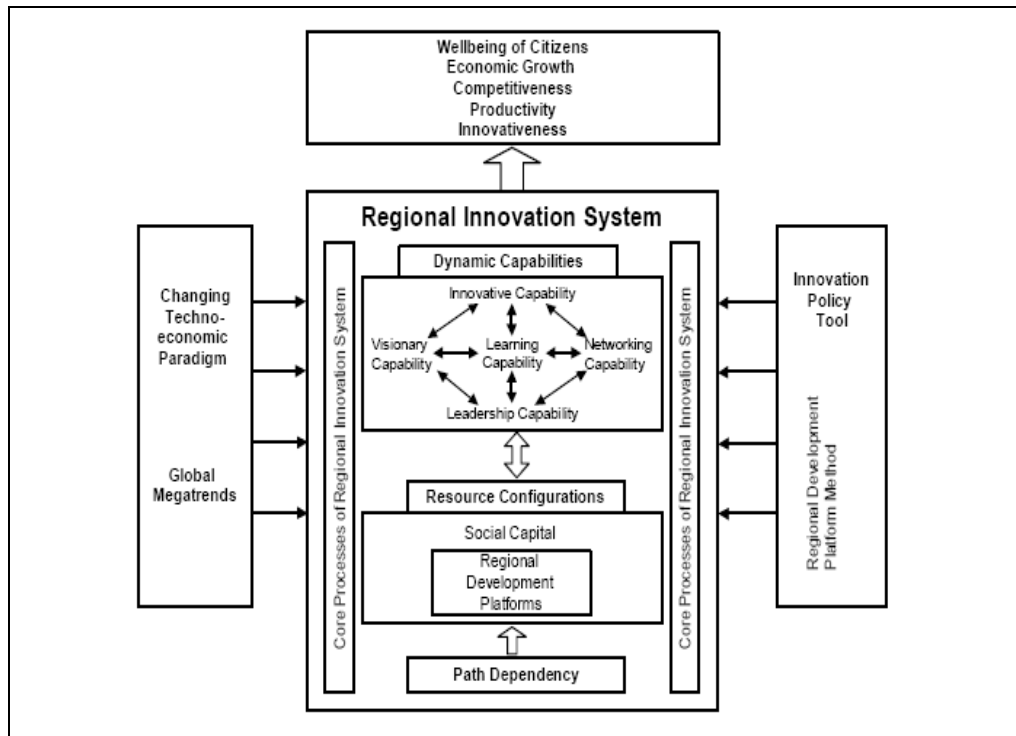 Wellbeing of Citizens
Economic Growth
Competitiveness
Productivity
Innovativeness
Regional Innovation System
Changing
Techno-
economic
Paradigm
Global
Megatrends
Core Processes of Regional Innovation System
Dynamic Capabilities
Innovative Capability
Visionary
Capability
Learning
Capability
Networking
Capability
Leadership Capability
Resource Configurations
Social Capital
Regional
Development
Platforms
Path Dependency
Core Processes of Regional Innovation System
Innovation
Policy
Tool
Regional Development
Platform Method